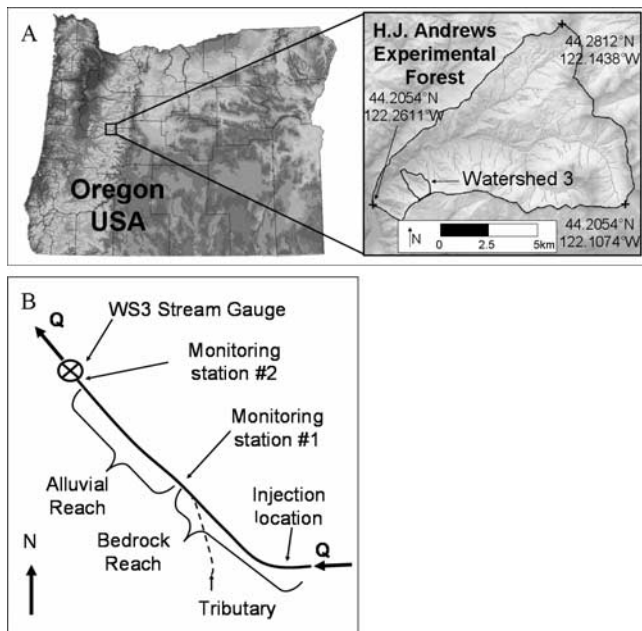 A
Oregon
USA
H.J. Andrews
Experimental
Forest
44.2812°N
122.1438°W
44.2054°N
122.2611°W
Watershed 3
N
0 2.5 5km
44.2054°N
122.1074°W
B
Q
WS3 Stream Gauge
Monitoring
station #2
Monitoring
station #1
Alluvial
Reach
Injection
location
Bedrock
Reach
Q
N
Tributary